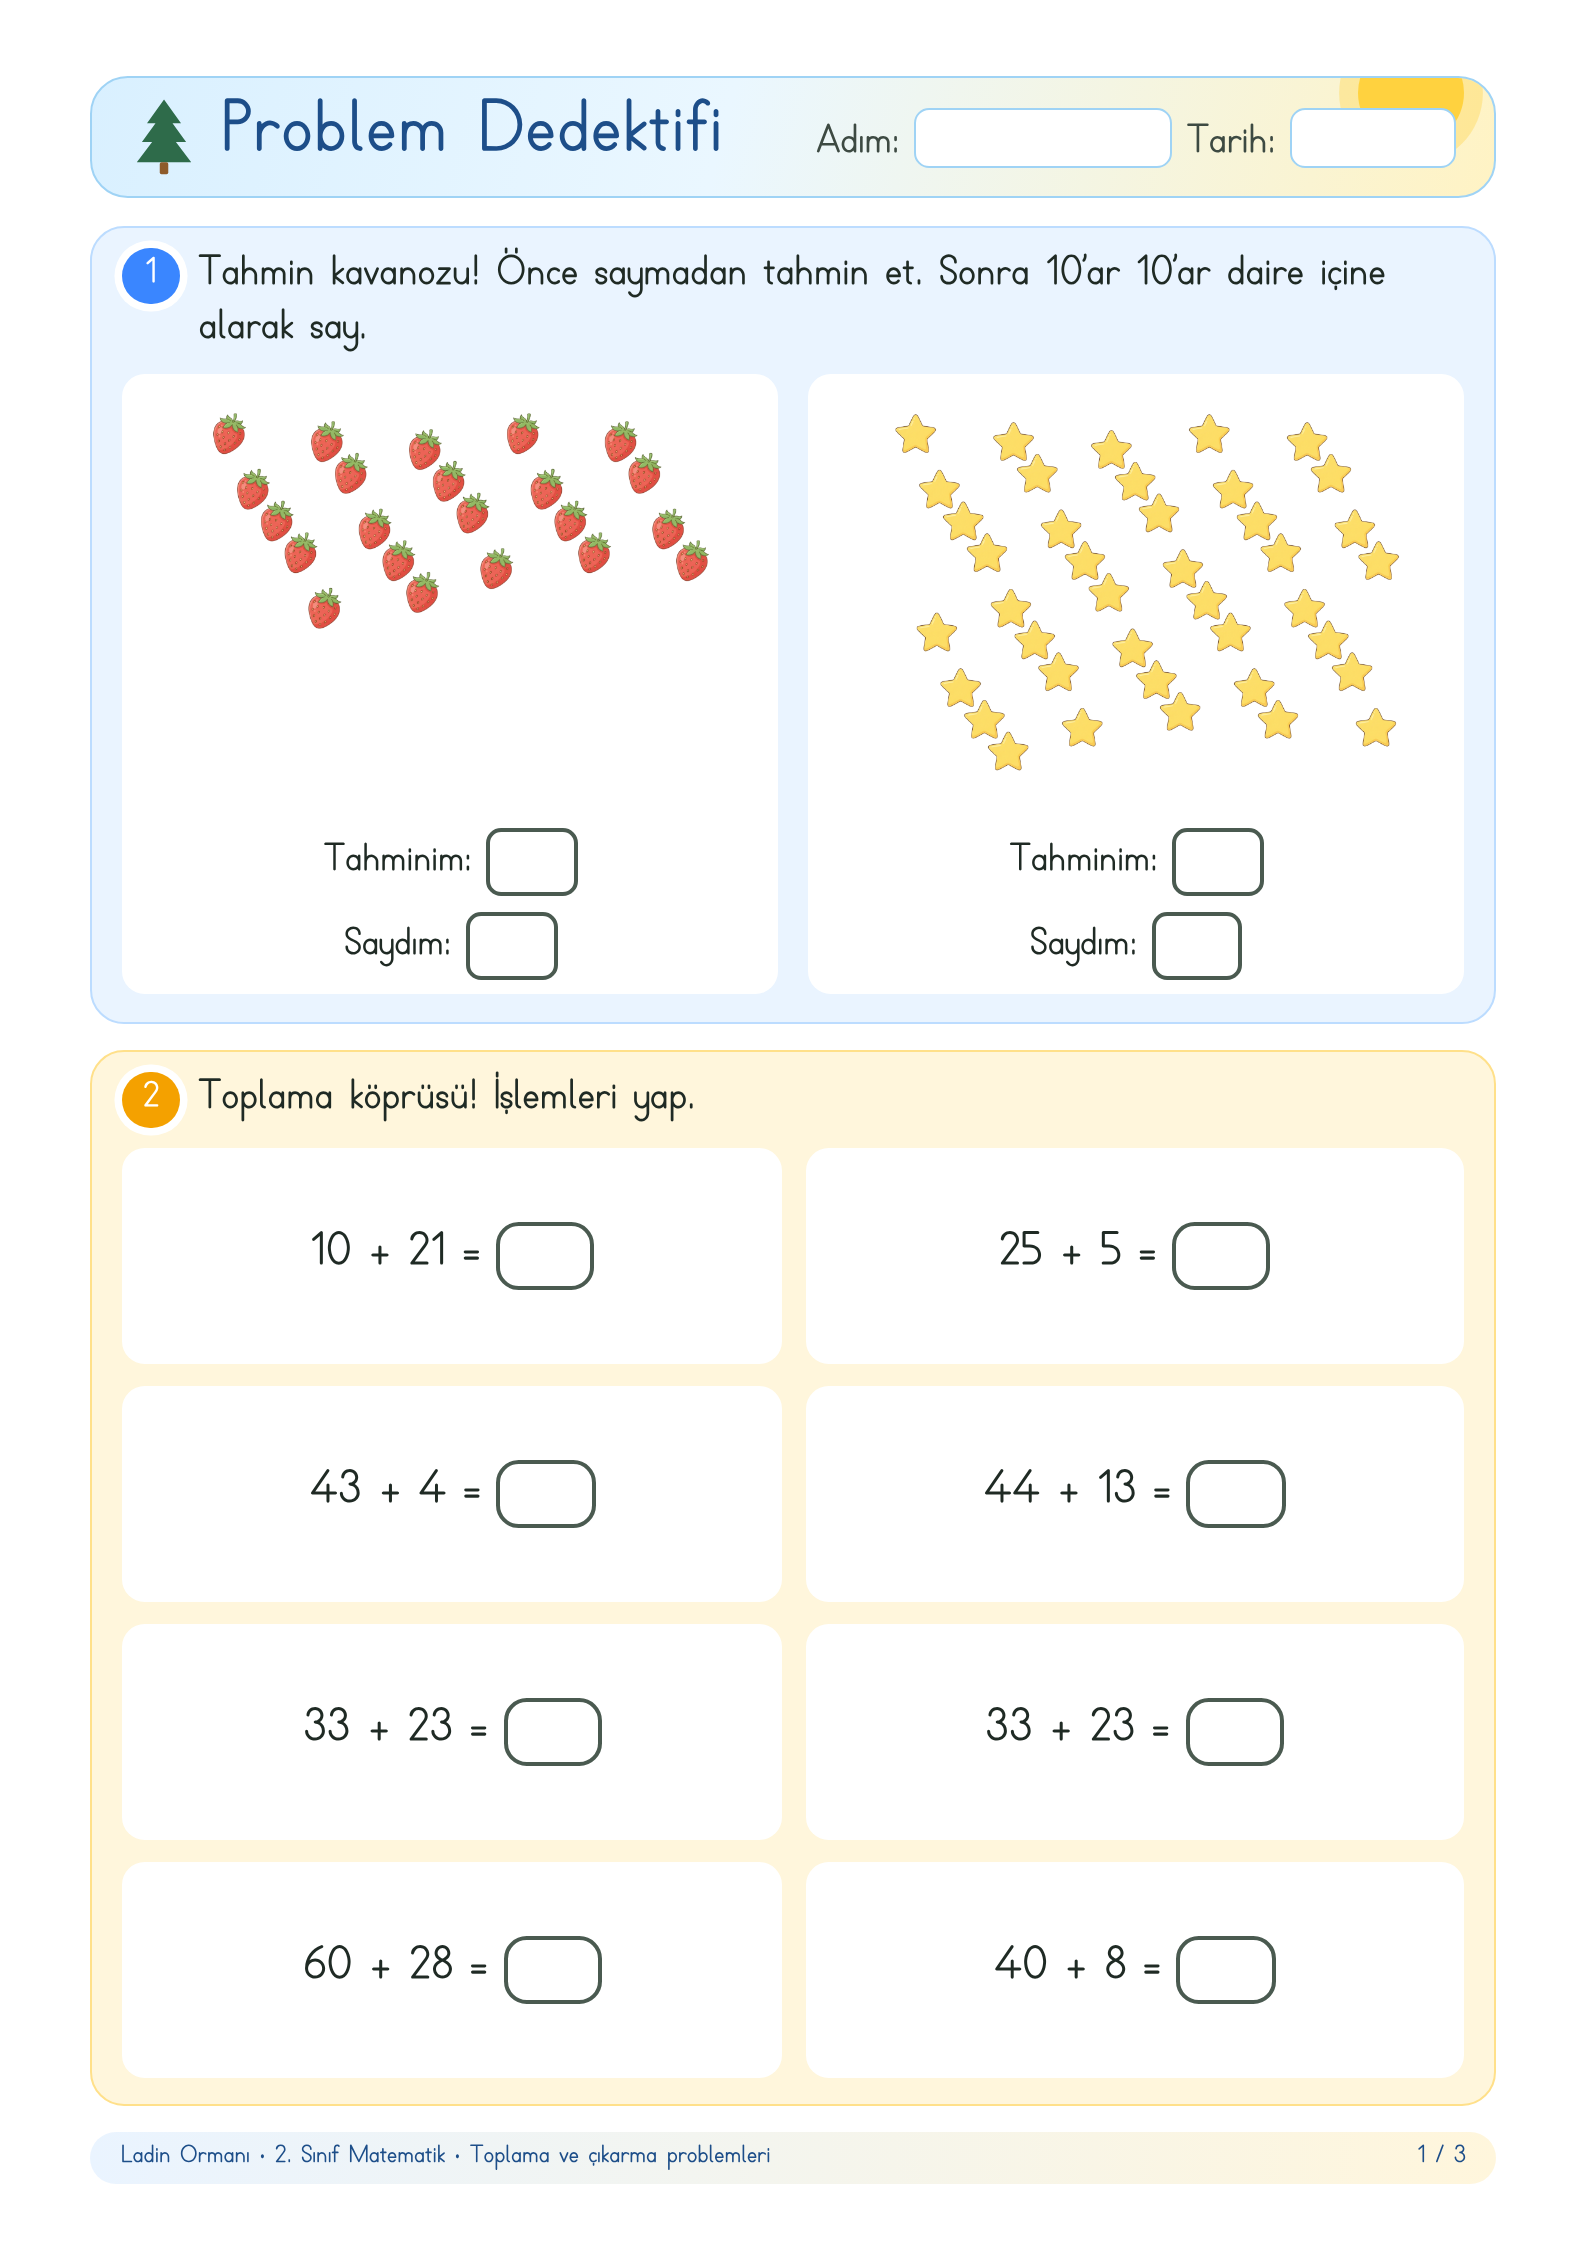 Problem Dedektifi
Adım:
Tarih:
1
Tahmin kavanozu! Önce saymadan tahmin et. Sonra 10'ar 10'ar daire içine
alarak say.
Tahminim:
Saydım:
Tahminim:
Saydım:
2
Toplama köprüsü! İşlemleri yap.
10 + 21 =
25 + 5 =
43 + 4 =
44 + 13 =
33 + 23 =
33 + 23 =
60 + 28 =
40 + 8 =
Ladin Ormanı • 2. Sınıf Matematik • Toplama ve çıkarma problemleri
1 / 3